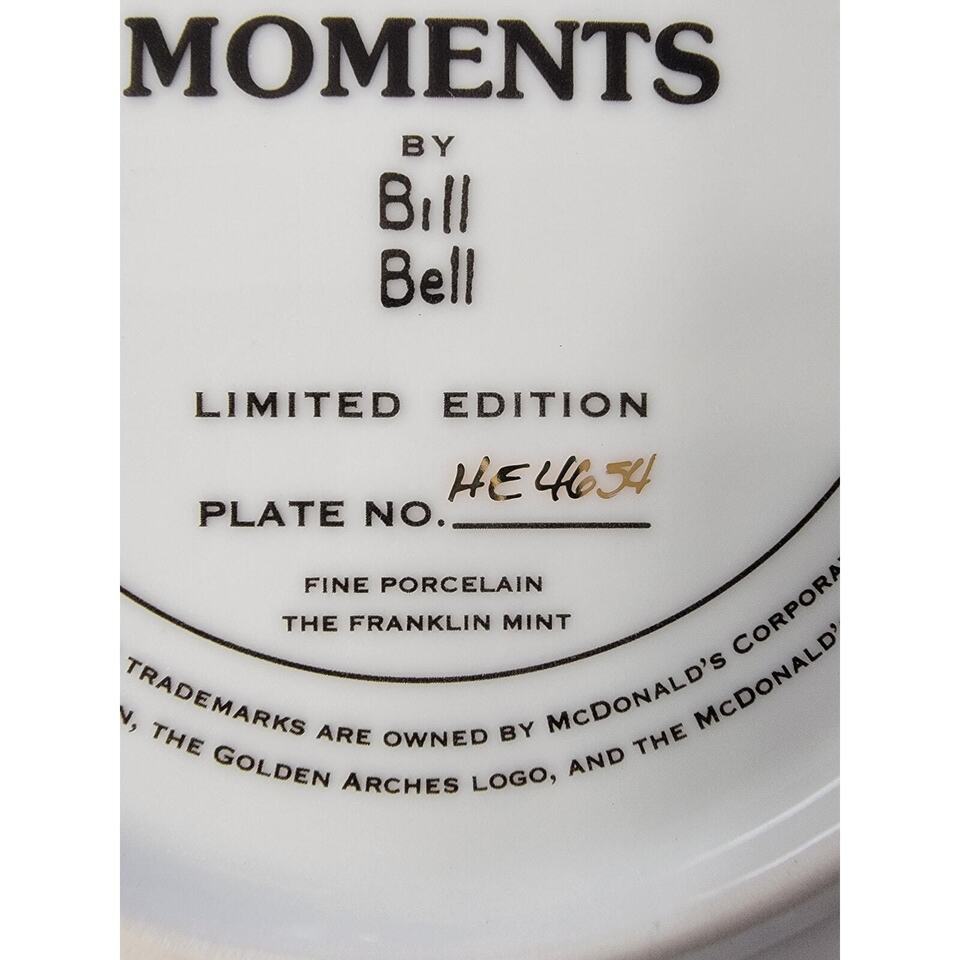 MOMENTS
BY
Bill
Bell
LIMITED EDITION
PLATE NO. HE4654
FINE PORCELAIN
THE FRANKLIN MINT
TRADEMARKS ARE OWNED BY MCDONALD'S CORPORA
N, THE GOLDEN ARCHES LOGO, AND THE MCDONALD'